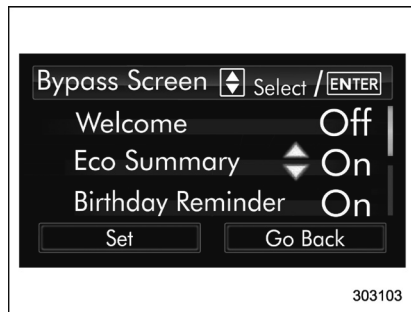 Bypass Screen Select / ENTER
Welcome Off
Eco Summary On
Birthday Reminder On
Set Go Back
303103